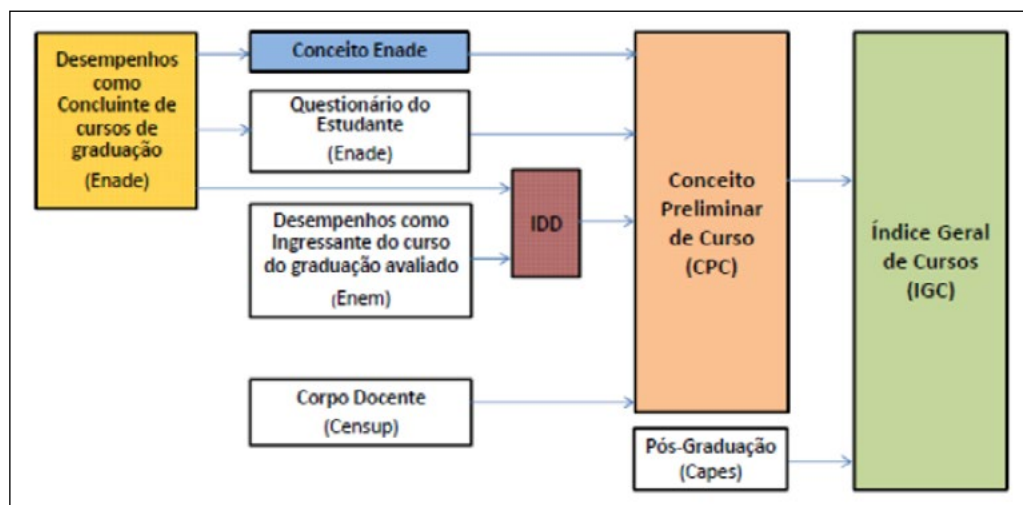 Desempenhos
como
Concluinte de
cursos de
graduação
(Enade)
Conceito Enade
Questionário do
Estudante
(Enade)
Desempenhos como
Ingressante do curso
do graduação avaliado
(Enem)
Corpo Docente
(Censup)
IDD
Conceito
Preliminar
de Curso
(CPC)
Pós-Graduação
(Capes)
Índice Geral
de Cursos
(IGC)